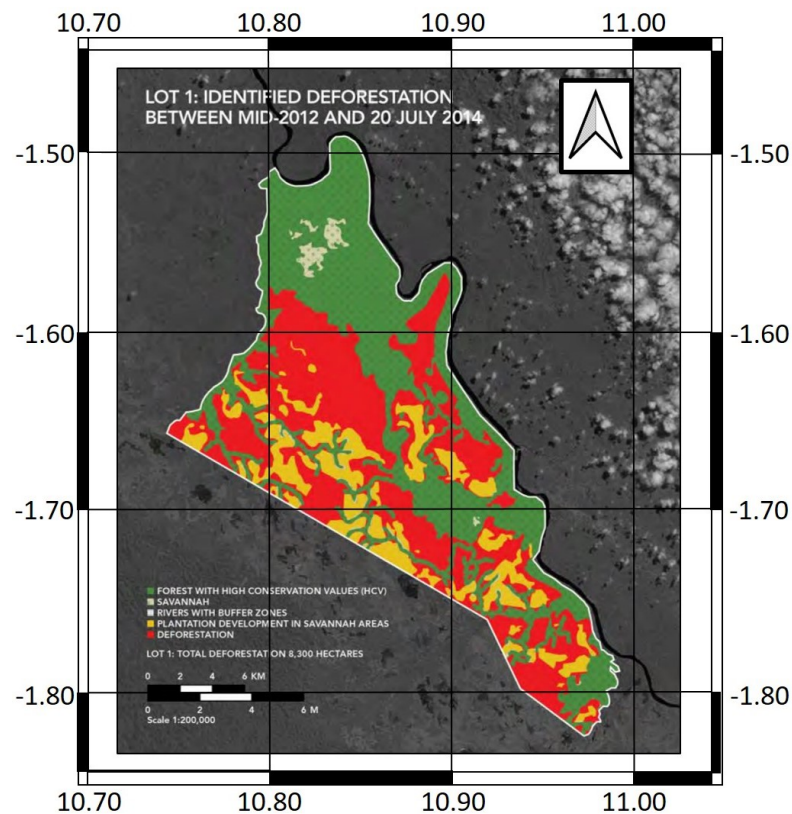 10.70 10.80 10.90 11.00
LOT 1: IDENTIFIED DEFORESTATION
BETWEEN MID-2012 AND 20 JULY 2014
-1.50 -1.50
-1.60 -1.60
-1.70 -1.70
FOREST WITH HIGH CONSERVATION VALUES (HCV)
SAVANNAH
RIVERS WITH BUFFER ZONES
PLANTATION DEVELOPMENT IN SAVANNAH AREAS
DEFORESTATION
LOT 1: TOTAL DEFORESTAT ON 8,300 HECTARES
0 2 4 6 KM
-1.80 -1.80
0 2 4 6 M
Scale 1:200,000
10.70 10.80 10.90 11.00